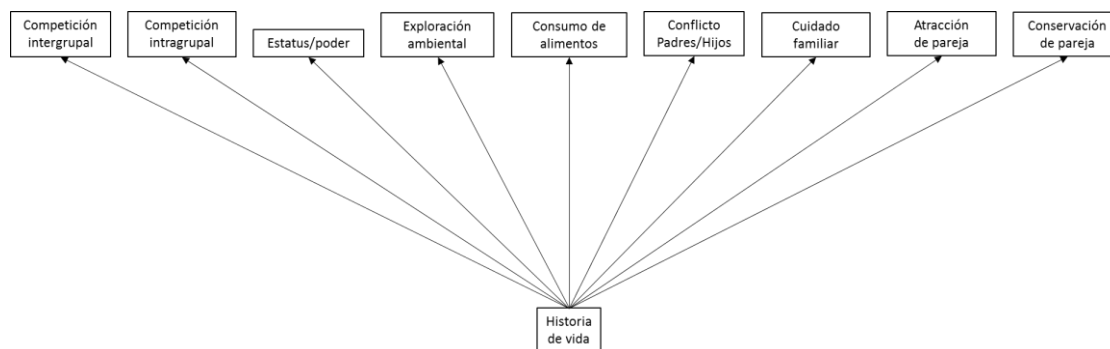 Competición
intergrupal
Competición
intragrupal
Estatus/poder
Exploración
ambiental
Consumo de
alimentos
Conflicto
Padres/Hijos
Cuidado
familiar
Atracción
de pareja
Conservación
de pareja
Historia
de vida